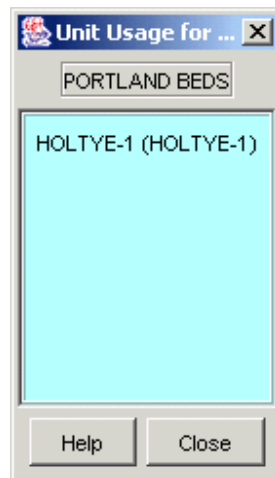 Unit Usage for ...
PORTLAND BEDS
HOLTYE-1 (HOLTYE-1)
Help
Close